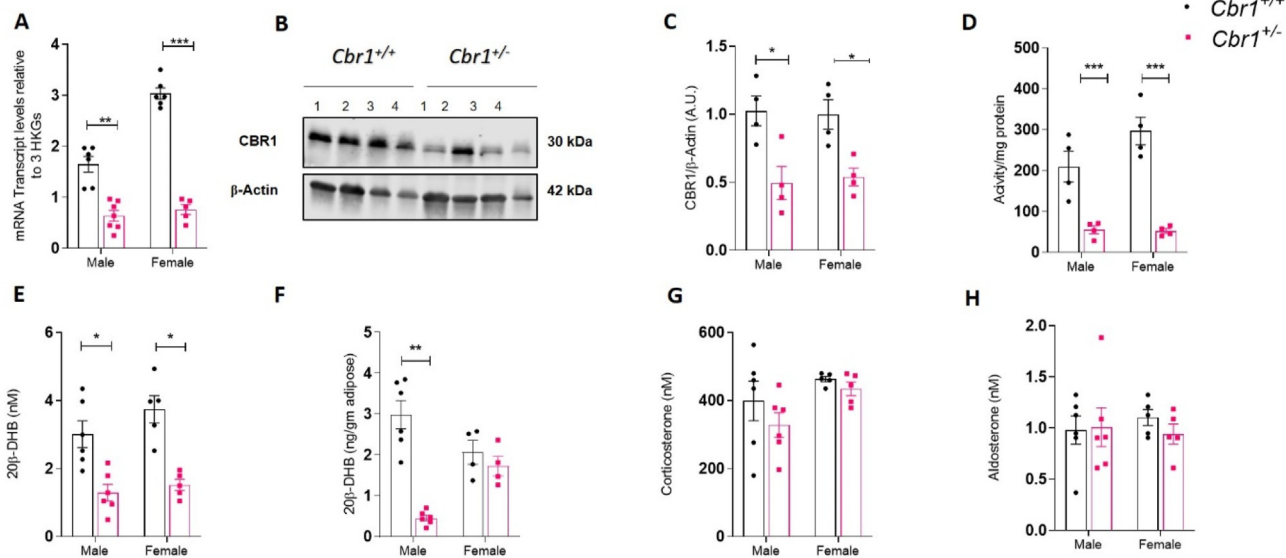 A
mRNA Transcript levels relative
to 3 HKGs
4
3
2
1
0
**
***
Male
Female
B
Cbr1+/+
Cbr1+/-
1 2 3 4 1 2 3 4
CBR1
30 kDa
β-Actin
42 kDa
C
CBR1/β-Actin (A.U.)
1.5
1.0
0.5
0.0
*
*
Male
Female
D
Cbr1+/+
Cbr1+/-
Acivity/mg protein
500
400
300
200
100
0
***
***
Male
Female
E
20β-DHB (nM)
6
4
2
0
*
*
Male
Female
F
20β-DHB (ng/gm adipose)
5
4
3
2
1
0
**
Male
Female
G
Corticosterone (nM)
600
400
200
0
Male
Female
H
Aldosterone (nM)
2.0
1.5
1.0
0.5
0.0
Male
Female